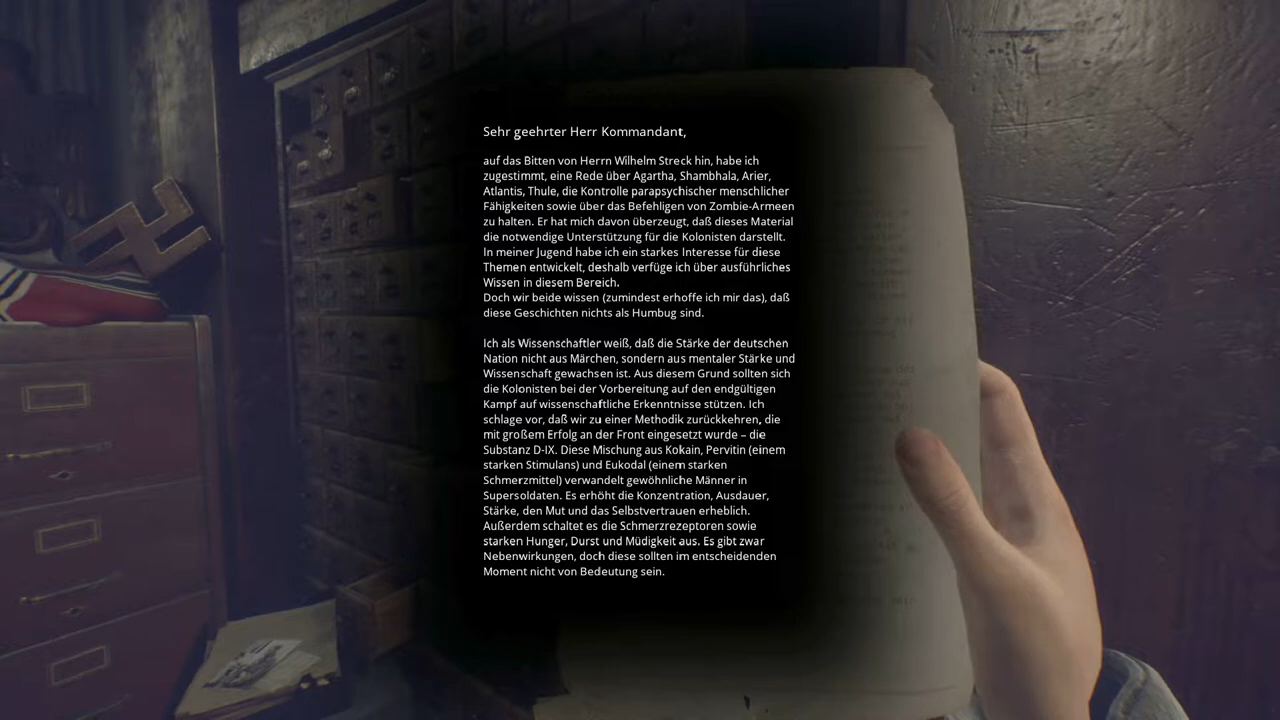 Sehr geehrter Herr Kommandant,
auf das Bitten von Herrn Wilhelm Streck hin, habe ich
zugestimmt, eine Rede über Agartha, Shambhala, Arier,
Atlantis, Thule, die Kontrolle parapsychischer menschlicher
Fähigkeiten sowie über das Befehligen von Zombie-Armeen
zu halten. Er hat mich davon überzeugt, daß dieses Material
die notwendige Unterstützung für die Kolonisten darstellt.
In meiner Jugend habe ich ein starkes Interesse für diese
Themen entwickelt, deshalb verfüge ich über ausführliches
Wissen in diesem Bereich.
Doch wir beide wissen (zumindest erhoffe ich mir das), daß
diese Geschichten nichts als Humbug sind.
Ich als Wissenschaftler weiß, daß die Stärke der deutschen
Nation nicht aus Märchen, sondern aus mentaler Stärke und
Wissenschaft gewachsen ist. Aus diesem Grund sollten sich
die Kolonisten bei der Vorbereitung auf den endgültigen
Kampf auf wissenschaftliche Erkenntnisse stützen. Ich
schlage vor, daß wir zu einer Methodik zurückkehren, die
mit großem Erfolg an der Front eingesetzt wurde – die
Substanz D-IX. Diese Mischung aus Kokain, Pervitin (einem
starken Stimulans) und Eukodal (einem starken
Schmerzmittel) verwandelt gewöhnliche Männer in
Supersoldaten. Es erhöht die Konzentration, Ausdauer,
Stärke, den Mut und das Selbstvertrauen erheblich.
Außerdem schaltet es die Schmerzrezeptoren sowie
starken Hunger, Durst und Müdigkeit aus. Es gibt zwar
Nebenwirkungen, doch diese sollten im entscheidenden
Moment nicht von Bedeutung sein.